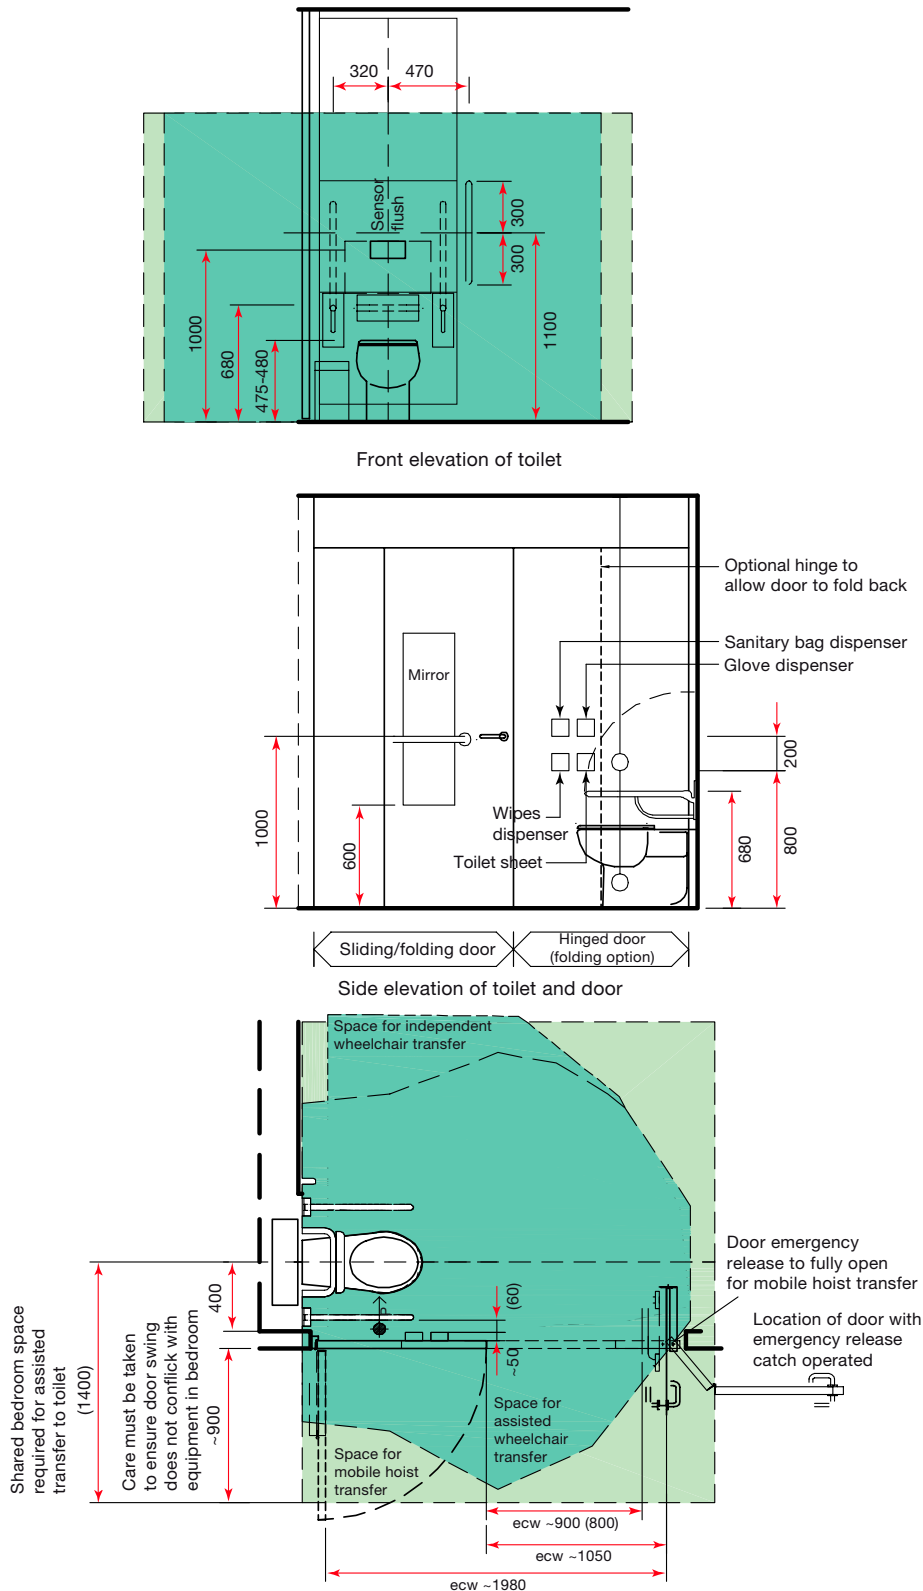 320
470
Sensor
flush
300
300
1000
680
475-480
1100
Front elevation of toilet
Optional hinge to
allow door to fold back
Sanitary bag dispenser
Glove dispenser
Mirror
200
1000
600
Wipes
dispenser
Toilet sheet
680
800
Sliding/folding door
Hinged door
(folding option)
Side elevation of toilet and door
Space for independent
wheelchair transfer
Door emergency
release to fully open
for mobile hoist transfer
Location of door with
emergency release
catch operated
400
(60)
~50
Shared bedroom space
required for assisted
transfer to toilet
(1400)
Care must be taken
to ensure door swing
does not conflict with
equipment in bedroom
~900
Space for
assisted
wheelchair
transfer
Space for
mobile hoist
transfer
ecw ~900 (800)
ecw ~1050
ecw ~1980